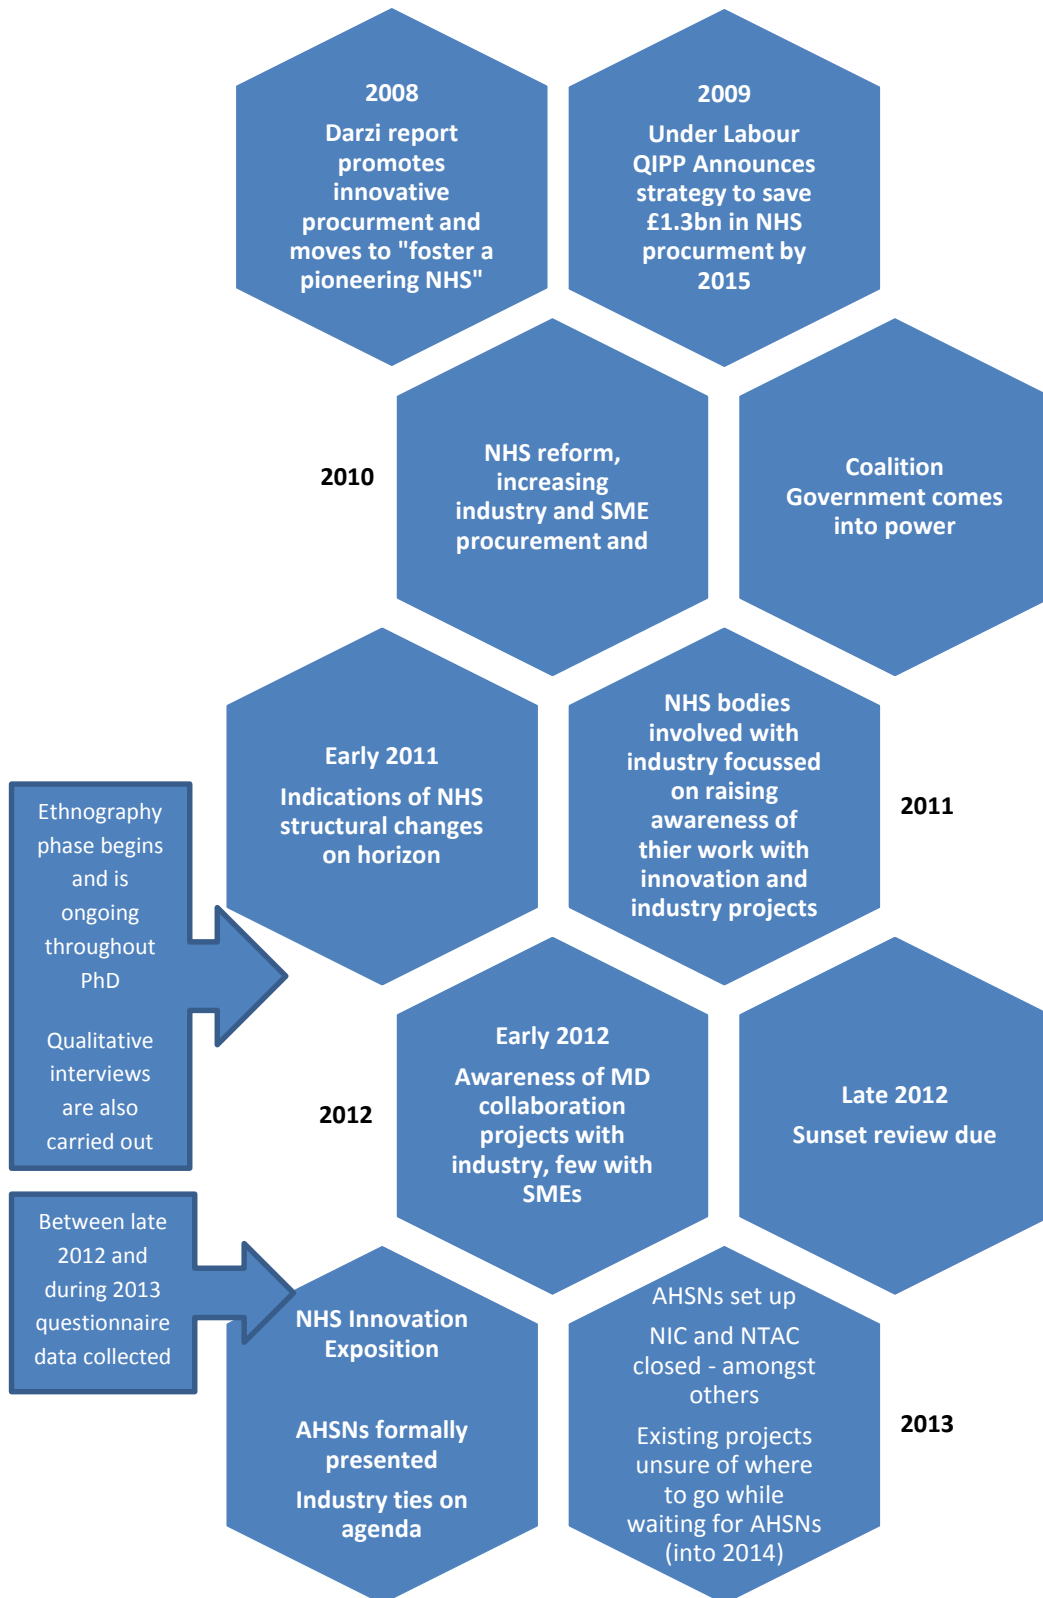 2008
Darzi report
promotes
innovative
procurment and
moves to "foster a
pioneering NHS"
2009
Under Labour
QIPP Announces
strategy to save
£1.3bn in NHS
procurment by
2015
2010
NHS reform,
increasing
industry and SME
procurement and
Coalition
Government comes
into power
Early 2011
Indications of NHS
structural changes
on horizon
NHS bodies
involved with
industry focussed
on raising
awareness of
thier work with
innovation and
industry projects
2011
Ethnography
phase begins
and is
ongoing
throughout
PhD
Qualitative
interviews
are also
carried out
2012
Early 2012
Awareness of MD
collaboration
projects with
industry, few with
SMEs
Late 2012
Sunset review due
Between late
2012 and
during 2013
questionnaire
data collected
NHS Innovation
Exposition
AHSNs formally
presented
Industry ties on
agenda
AHSNs set up
NIC and NTAC
closed - amongst
others
Existing projects
unsure of where
to go while
waiting for AHSNs
(into 2014)
2013